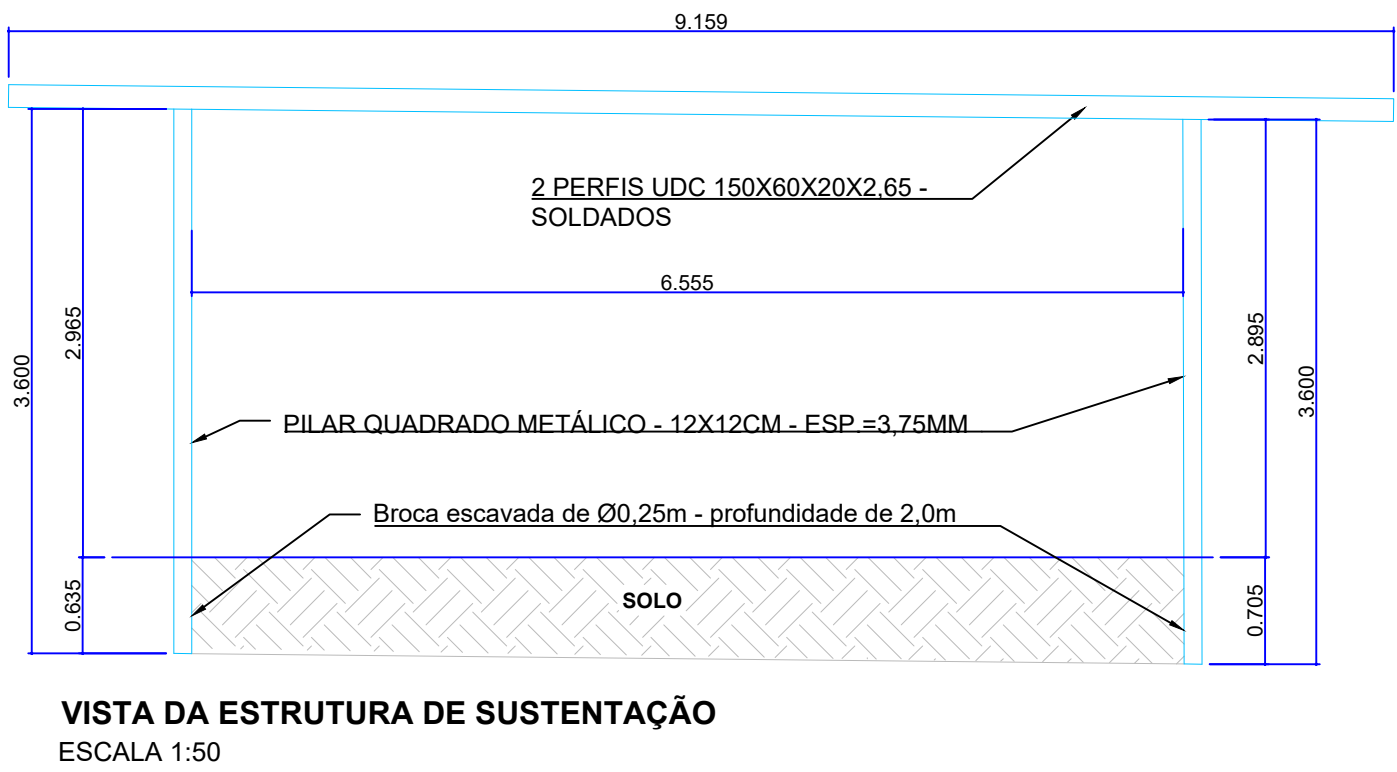 9.159
2 PERFIS UDC 150X60X20X2,65 -
SOLDADOS
6.555
2.965
3.600
2.895
3.600
PILAR QUADRADO METÁLICO - 12X12CM - ESP.=3,75MM
Broca escavada de Ø0,25m - profundidade de 2,0m
0.635
SOLO
0.705
VISTA DA ESTRUTURA DE SUSTENTAÇÃO
ESCALA 1:50